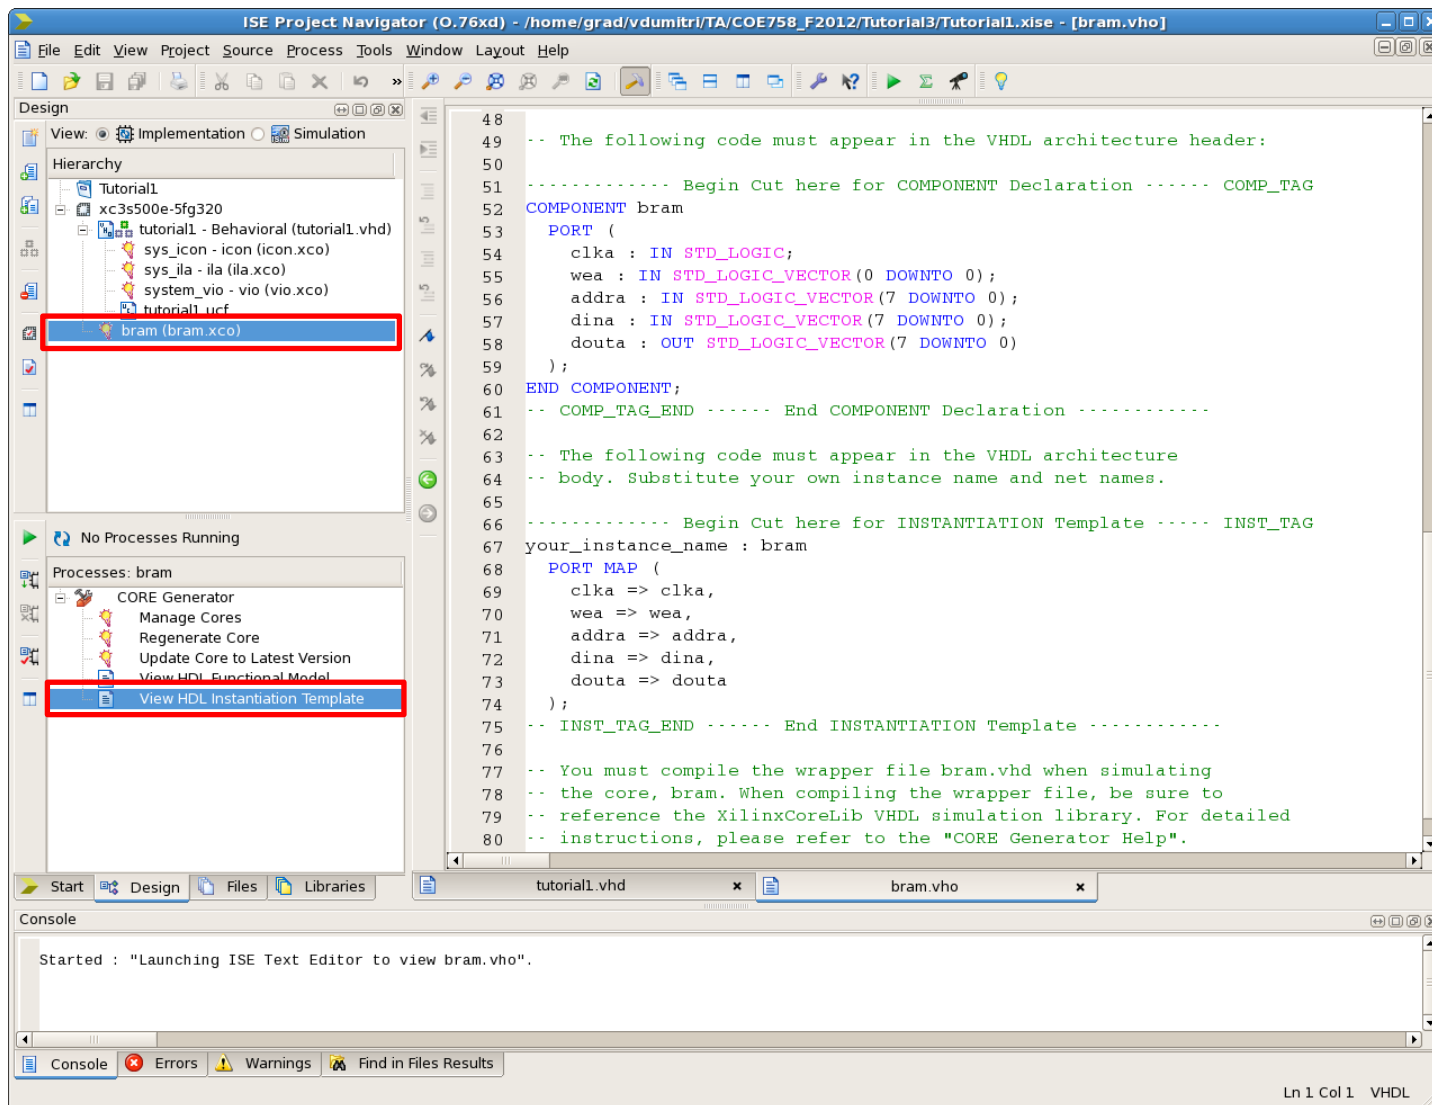 ISE Project Navigator (O.76xd) - /home/grad/vdumitri/TA/COE758_F2012/Tutorial3/Tutorial1.xise - [bram.vho]
File Edit View Project Source Process Tools Window Layout Help
Design
View: Implementation Simulation
Hierarchy
Tutorial1
xc3s500e-5fg320
tutorial1 - Behavioral (tutorial1.vhd)
sys_icon - icon (icon.xco)
sys_ila - ila (ila.xco)
system_vio - vio (vio.xco)
tutorial1.ucf
bram (bram.xco)
No Processes Running
Processes: bram
CORE Generator
Manage Cores
Regenerate Core
Update Core to Latest Version
View HDL Functional Model
View HDL Instantiation Template
Start Design Files Libraries
48
49 -- The following code must appear in the VHDL architecture header:
50
51 ------------- Begin Cut here for COMPONENT Declaration ------ COMP_TAG
52 COMPONENT bram
53 PORT (
54 clka : IN STD_LOGIC;
55 wea : IN STD_LOGIC_VECTOR(0 DOWNTO 0);
56 addra : IN STD_LOGIC_VECTOR(7 DOWNTO 0);
57 dina : IN STD_LOGIC_VECTOR(7 DOWNTO 0);
58 douta : OUT STD_LOGIC_VECTOR(7 DOWNTO 0)
59 );
60 END COMPONENT;
61 -- COMP_TAG_END ------ End COMPONENT Declaration ------------
62
63 -- The following code must appear in the VHDL architecture
64 -- body. Substitute your own instance name and net names.
65
66 ------------- Begin Cut here for INSTANTIATION Template ----- INST_TAG
67 your_instance_name : bram
68 PORT MAP (
69 clka => clka,
70 wea => wea,
71 addra => addra,
72 dina => dina,
73 douta => douta
74 );
75 -- INST_TAG_END ------ End INSTANTIATION Template ------------
76
77 -- You must compile the wrapper file bram.vhd when simulating
78 -- the core, bram. When compiling the wrapper file, be sure to
79 -- reference the XilinxCoreLib VHDL simulation library. For detailed
80 -- instructions, please refer to the "CORE Generator Help".
tutorial1.vhd bram.vho
Console
Started : "Launching ISE Text Editor to view bram.vho".
Console Errors Warnings Find in Files Results
Ln 1 Col 1 VHDL